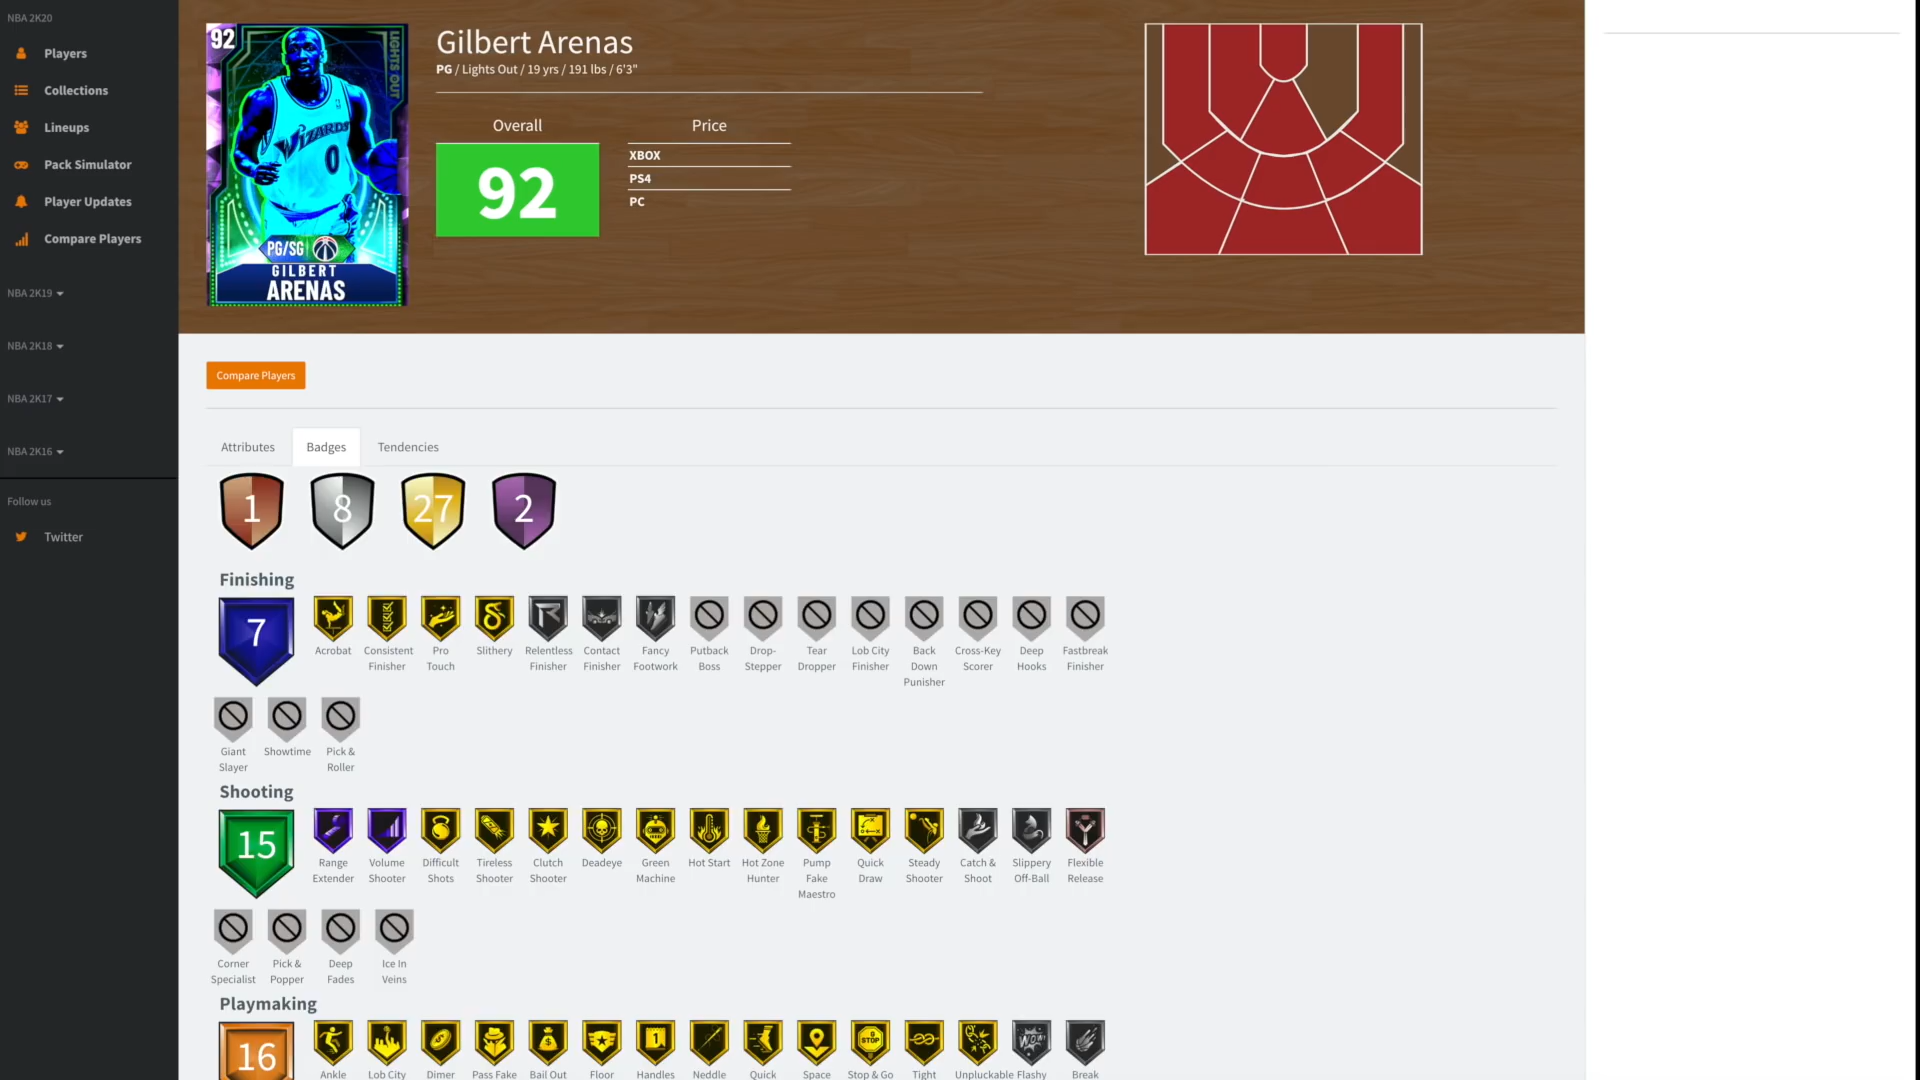 NBA 2K20
Players
Collections
Lineups
Pack Simulator
Player Updates
Compare Players
NBA 2K19
NBA 2K18
NBA 2K17
NBA 2K16
Follow us
Twitter
92
LIGHTS OUT
WIZARDS
0
PG/SG
GILBERT
ARENAS
Gilbert Arenas
PG / Lights Out / 19 yrs / 191 lbs / 6'3"
Overall
92
Price
XBOX
PS4
PC
Compare Players
Attributes
Badges
Tendencies
1
8
27
2
Finishing
7
Acrobat
Consistent
Finisher
Pro
Touch
Slithery
Relentless
Finisher
Contact
Finisher
Fancy
Footwork
Putback
Boss
Drop-
Stepper
Tear
Dropper
Lob City
Finisher
Back
Down
Punisher
Cross-Key
Scorer
Deep
Hooks
Fastbreak
Finisher
Giant
Slayer
Showtime
Pick &
Roller
Shooting
15
Range
Extender
Volume
Shooter
Difficult
Shots
Tireless
Shooter
Clutch
Shooter
Deadeye
Green
Machine
Hot Start
Hot Zone
Hunter
Pump
Fake
Maestro
Quick
Draw
Steady
Shooter
Catch &
Shoot
Slippery
Off-Ball
Flexible
Release
Corner
Specialist
Pick &
Popper
Deep
Fades
Ice In
Veins
Playmaking
16
Ankle
Lob City
Dimer
Pass Fake
Bail Out
Floor
Handles
Neddle
Quick
Space
Stop & Go
Tight
Unpluckable
Flashy
Break